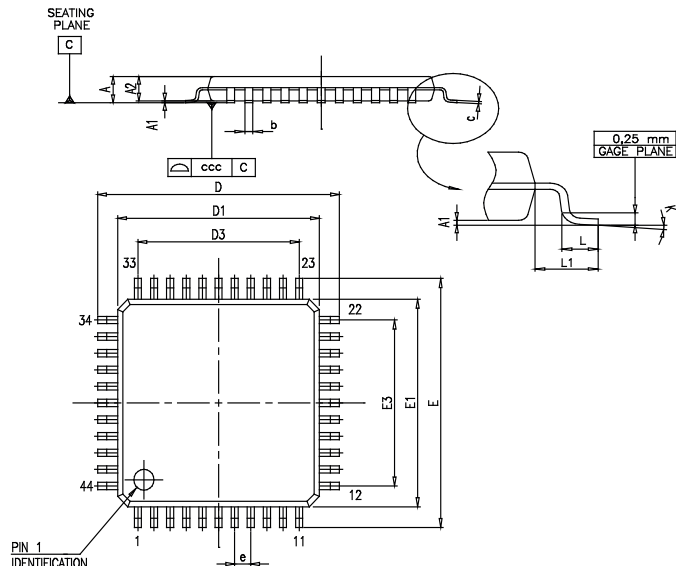 SEATING
PLANE
C
A
A2
A1
b
c
ccc C
0,25 mm
GAGE PLANE
K
A1
L
L1
D
D1
D3
33
23
34
22
E3
E1
E
44
12
PIN 1
IDENTIFICATION
1
11
e